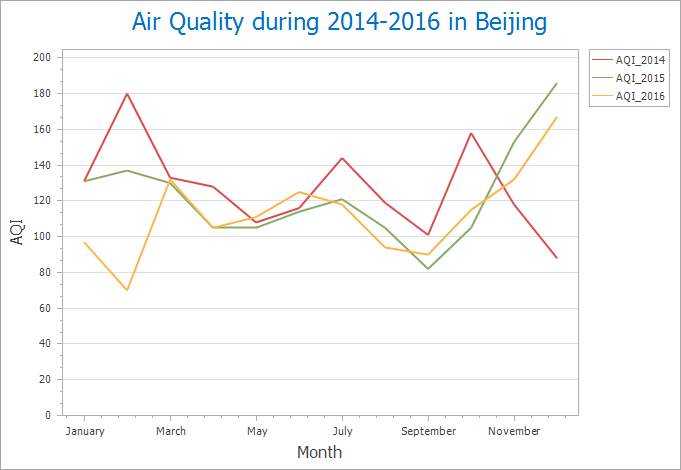 Air Quality during 2014-2016 in Beijing
AQI_2014
AQI_2015
AQI_2016
AQI
200
180
160
140
120
100
80
60
40
20
0
January March May July September November
Month